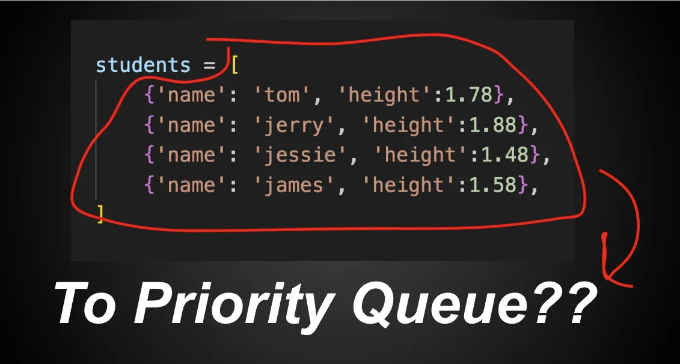 students = [
{'name': 'tom', 'height':1.78},
{'name': 'jerry', 'height':1.88},
{'name': 'jessie', 'height':1.48},
{'name': 'james', 'height':1.58},
]
To Priority Queue??